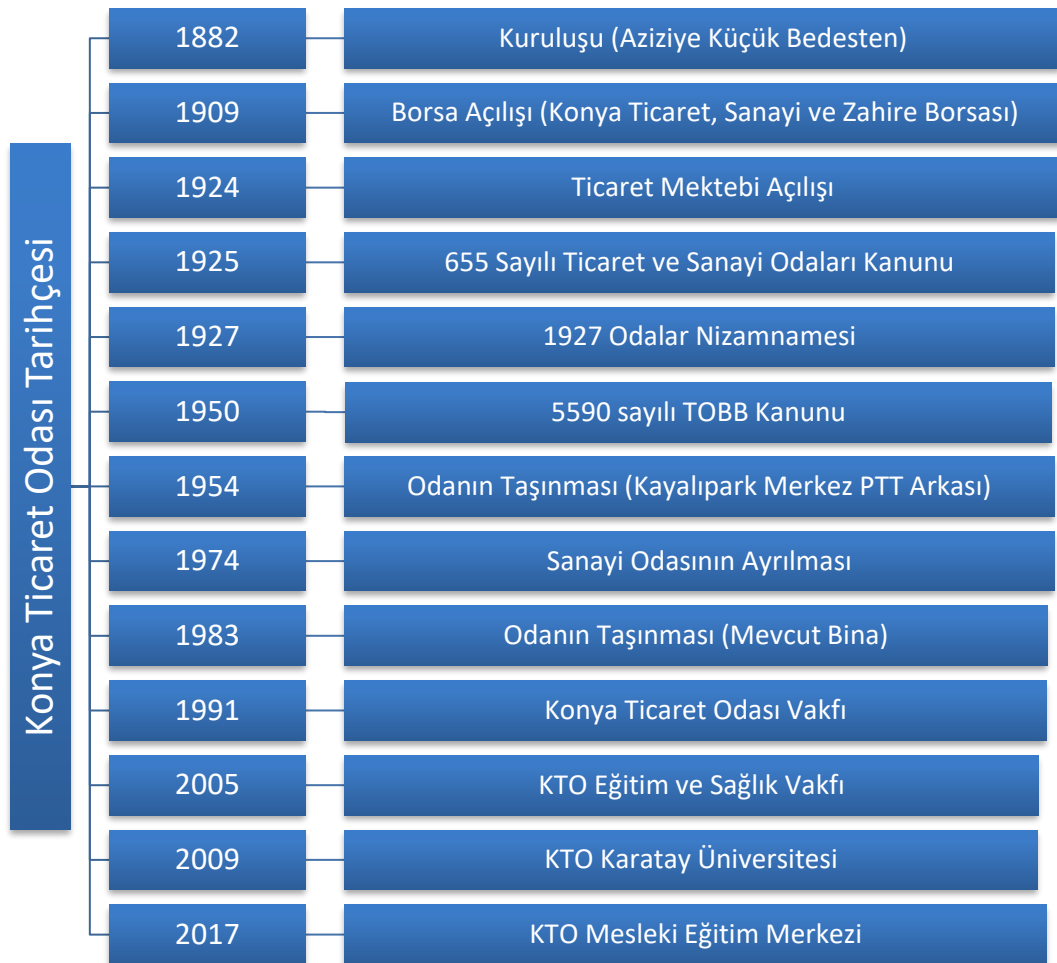 Konya Ticaret Odası Tarihçesi
1882
Kuruluşu (Aziziye Küçük Bedesten)
1909
Borsa Açılışı (Konya Ticaret, Sanayi ve Zahire Borsası)
1924
Ticaret Mektebi Açılışı
1925
655 Sayılı Ticaret ve Sanayi Odaları Kanunu
1927
1927 Odalar Nizamnamesi
1950
5590 sayılı TOBB Kanunu
1954
Odanın Taşınması (Kayalıpark Merkez PTT Arkası)
1974
Sanayi Odasının Ayrılması
1983
Odanın Taşınması (Mevcut Bina)
1991
Konya Ticaret Odası Vakfı
2005
KTO Eğitim ve Sağlık Vakfı
2009
KTO Karatay Üniversitesi
2017
KTO Mesleki Eğitim Merkezi